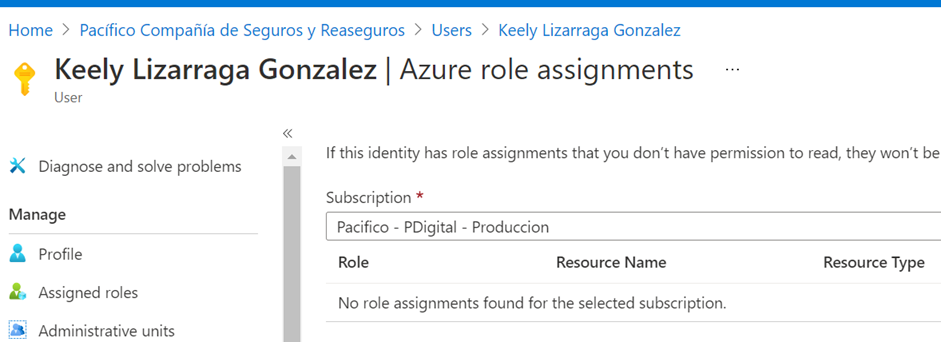 Home > Pacífico Compañía de Seguros y Reaseguros > Users > Keely Lizarraga Gonzalez
Keely Lizarraga Gonzalez | Azure role assignments ...
User
«
Diagnose and solve problems
Manage
Profile
Assigned roles
Administrative units
If this identity has role assignments that you don't have permission to read, they won't be
Subscription *
Pacifico - PDigital - Produccion
Role Resource Name Resource Type
No role assignments found for the selected subscription.